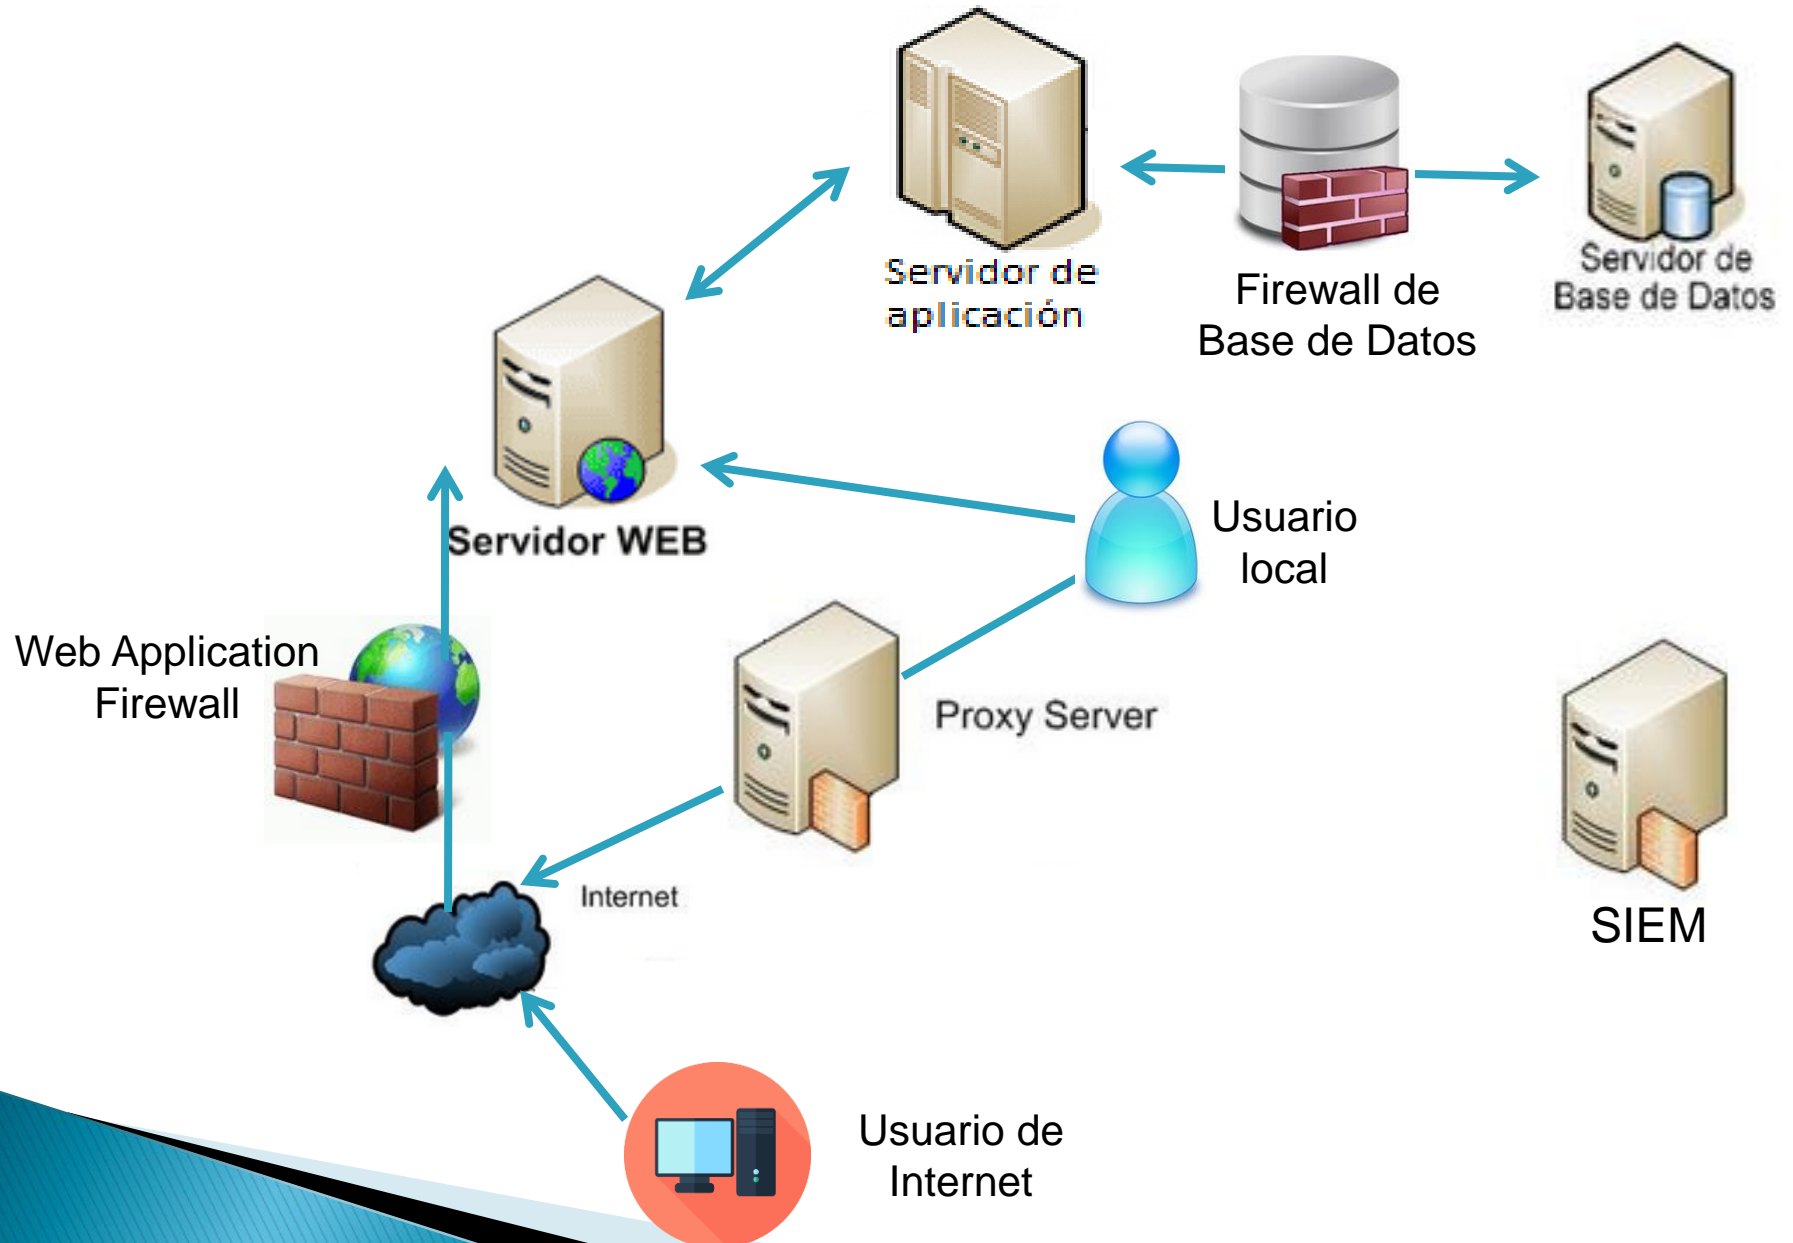 Servidor de
aplicación
Firewall de
Base de Datos
Servidor de
Base de Datos
Servidor WEB
Usuario
local
Web Application
Firewall
Proxy Server
Internet
SIEM
Usuario de
Internet